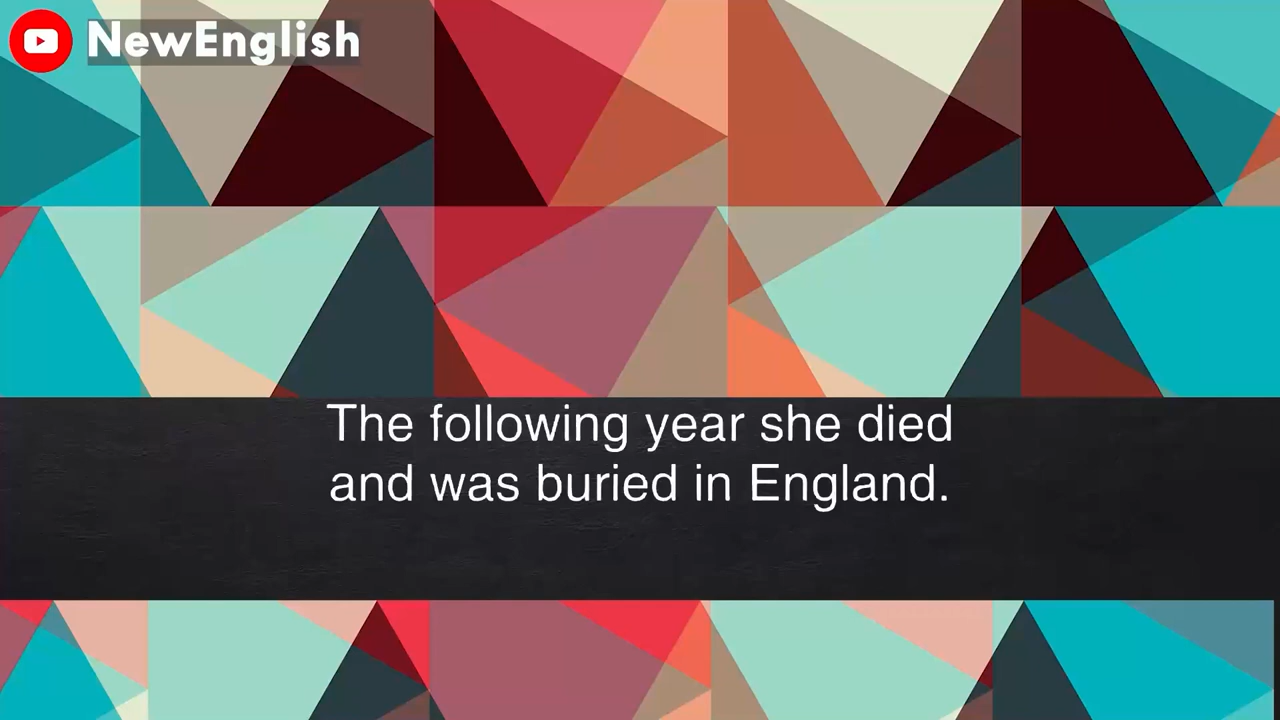 NewEnglish
The following year she died
and was buried in England.